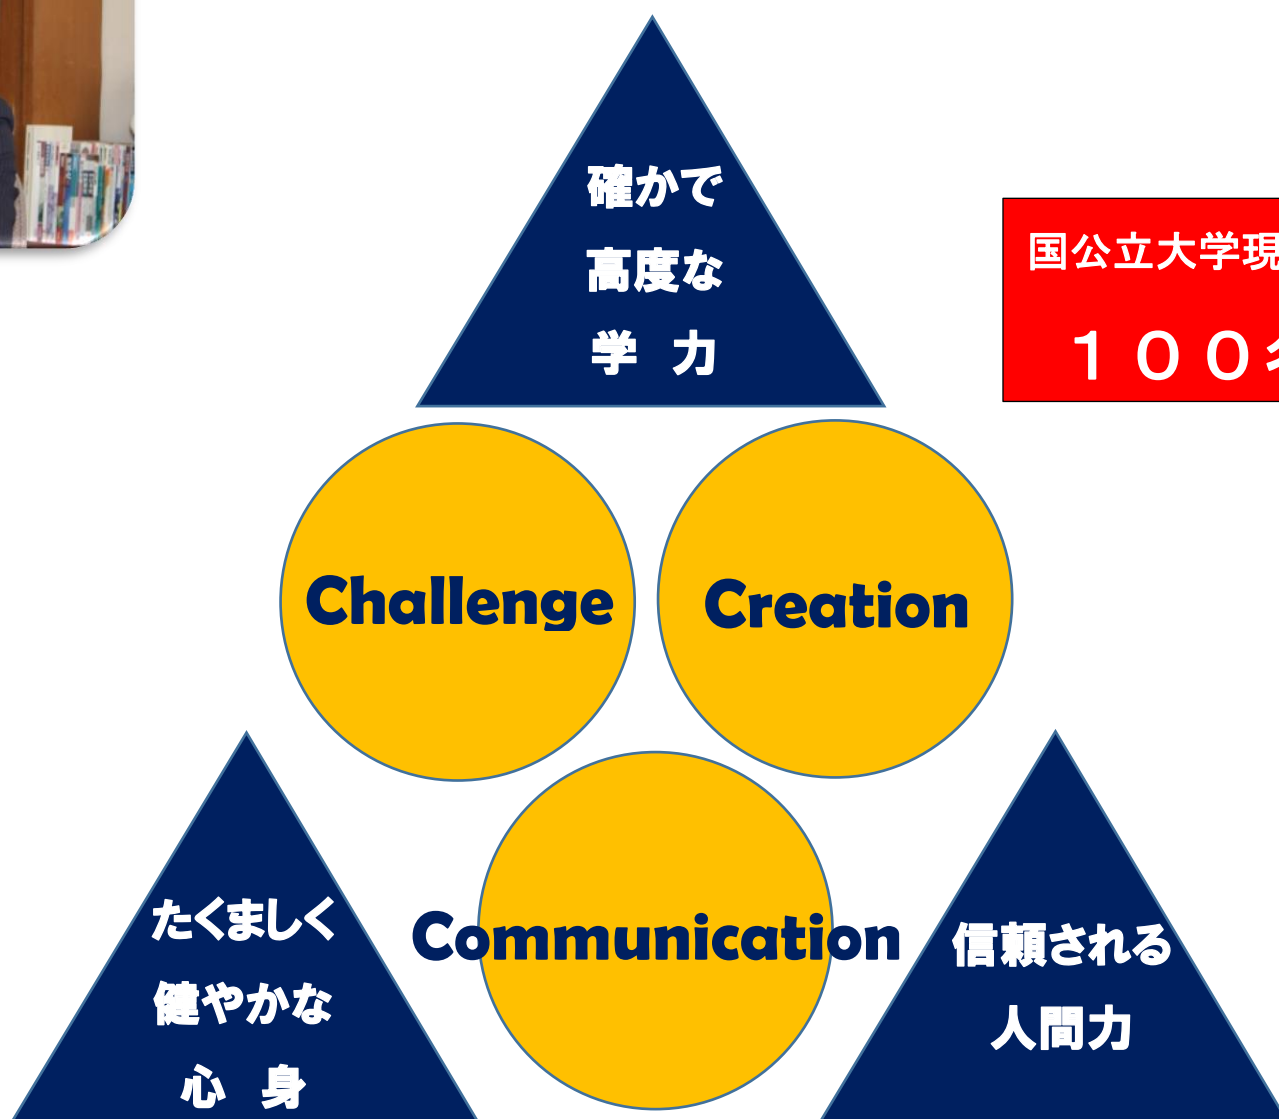 確かで
高度な
学 力
国公立大学現
100
Challenge
Creation
Communication
たくましく
健やかな
心 身
信頼される
人間力